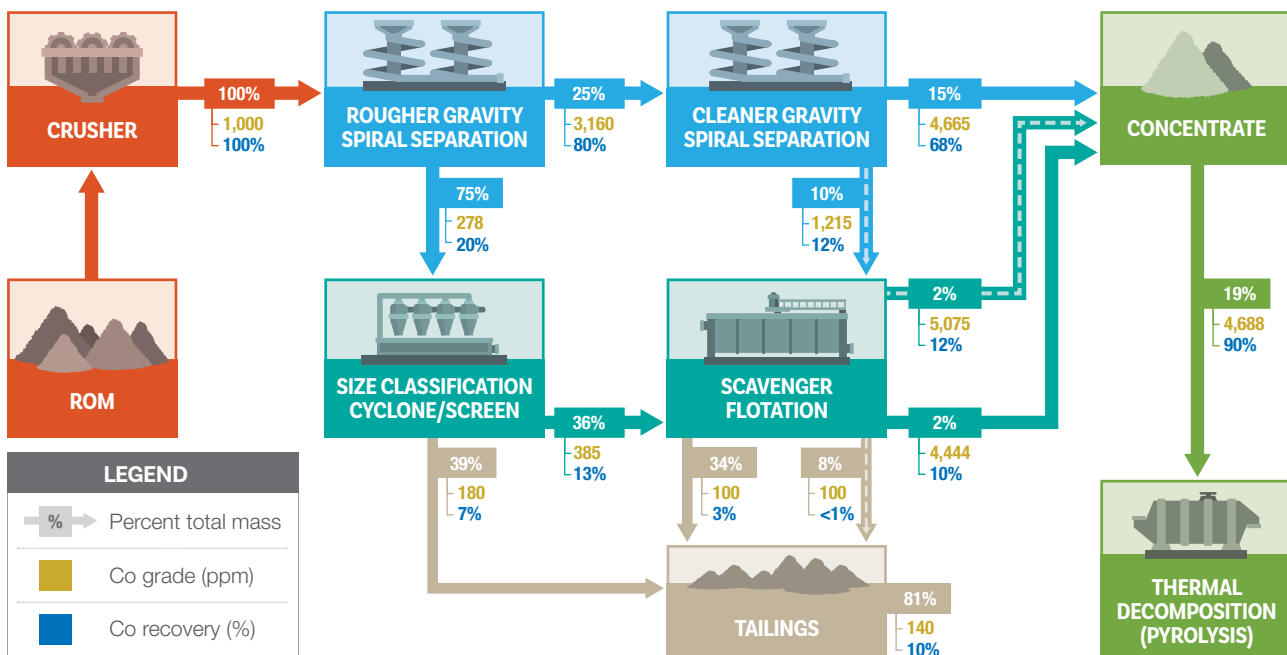 CRUSHER
100%
1,000
100%
ROUGHER GRAVITY
SPIRAL SEPARATION
25%
3,160
80%
CLEANER GRAVITY
SPIRAL SEPARATION
15%
4,665
68%
CONCENTRATE
75%
278
20%
10%
1,215
12%
ROM
SIZE CLASSIFICATION
CYCLONE/SCREEN
36%
385
13%
SCAVENGER
FLOTATION
2%
5,075
12%
2%
4,444
10%
19%
4,688
90%
39%
180
7%
34%
100
3%
8%
100
<1%
TAILINGS
81%
140
10%
THERMAL
DECOMPOSITION
(PYROLYSIS)
LEGEND
% Percent total mass
Co grade (ppm)
Co recovery (%)